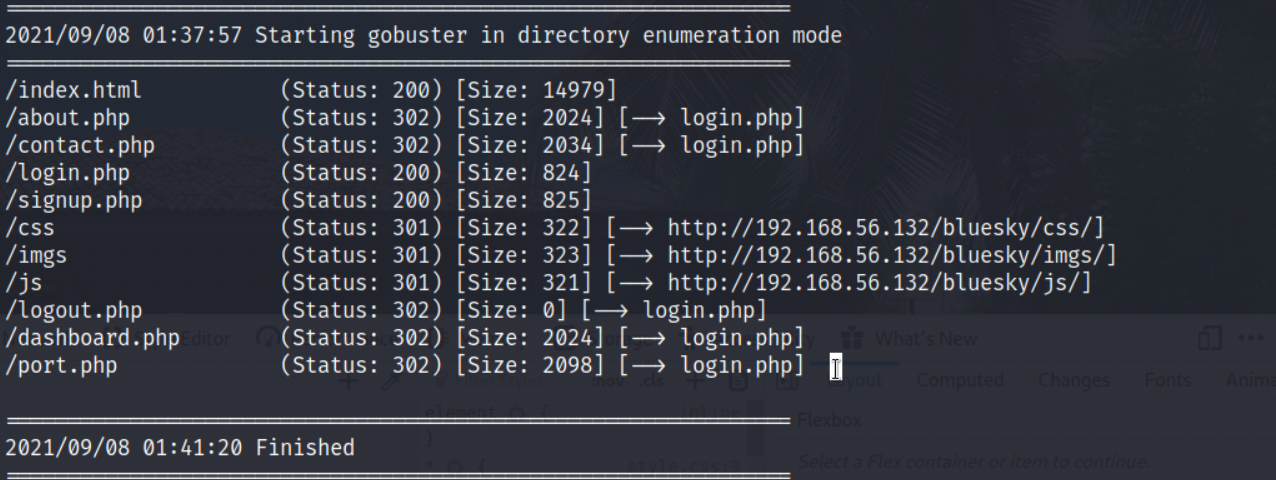 2021/09/08 01:37:57 Starting gobuster in directory enumeration mode
/index.html (Status: 200) [Size: 14979]
/about.php (Status: 302) [Size: 2024] [⟶ login.php]
/contact.php (Status: 302) [Size: 2034] [⟶ login.php]
/login.php (Status: 200) [Size: 824]
/signup.php (Status: 200) [Size: 825]
/css (Status: 301) [Size: 322] [⟶ http://192.168.56.132/bluesky/css/]
/imgs (Status: 301) [Size: 323] [⟶ http://192.168.56.132/bluesky/imgs/]
/js (Status: 301) [Size: 321] [⟶ http://192.168.56.132/bluesky/js/]
/logout.php (Status: 302) [Size: 0] [⟶ login.php]
/dashboard.php (Status: 302) [Size: 2024] [⟶ login.php]
Editor What's New
/port.php (Status: 302) [Size: 2098] [⟶ login.php]
:hov .cls Layout Computed Changes Fonts
element { inline
Flexbox
}
2021/09/08 01:41:20 Finished
Select a Flex container or item to continue.